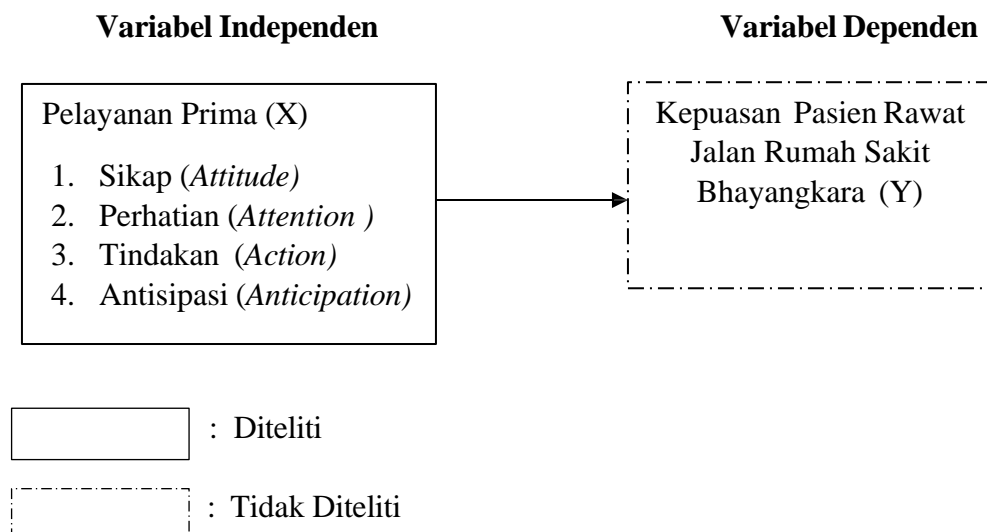 Variabel Independen
Variabel Dependen
Pelayanan Prima (X)
1. Sikap (Attitude)
2. Perhatian (Attention )
3. Tindakan (Action)
4. Antisipasi (Anticipation)
Kepuasan Pasien Rawat
Jalan Rumah Sakit
Bhayangkara (Y)
: Diteliti
: Tidak Diteliti